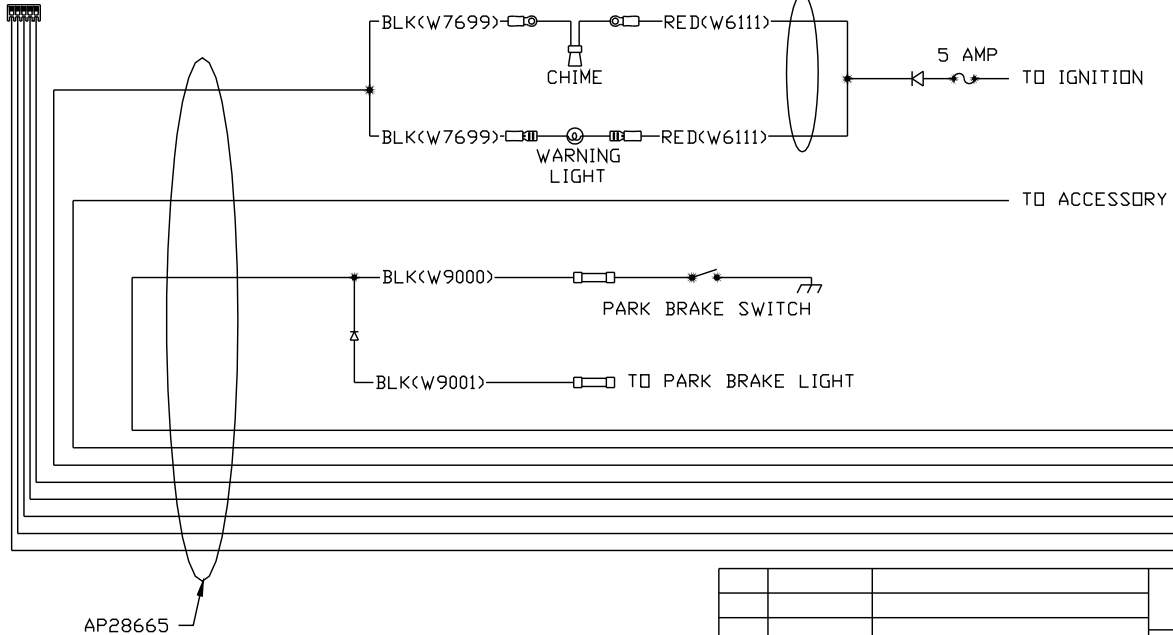 BLK(W7699)
RED(W6111)
CHIME
5 AMP
TO IGNITION
BLK(W7699)
RED(W6111)
WARNING
LIGHT
TO ACCESSORY
BLK(W9000)
PARK BRAKE SWITCH
BLK(W9001)
TO PARK BRAKE LIGHT
AP28665